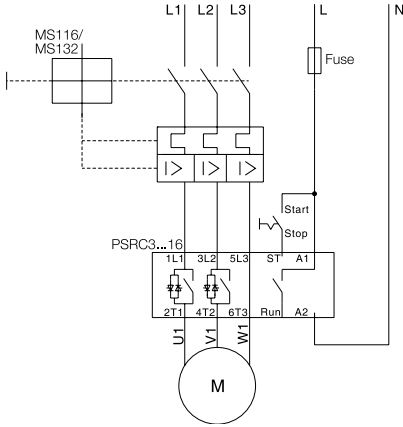 L1 L2 L3 L N
MS116/
MS132
Fuse
I> I> I>
Start
Stop
PSRC3...16
1L1 3L2 5L3 ST A1
2T1 4T2 6T3 Run A2
U1 V1 W1
M